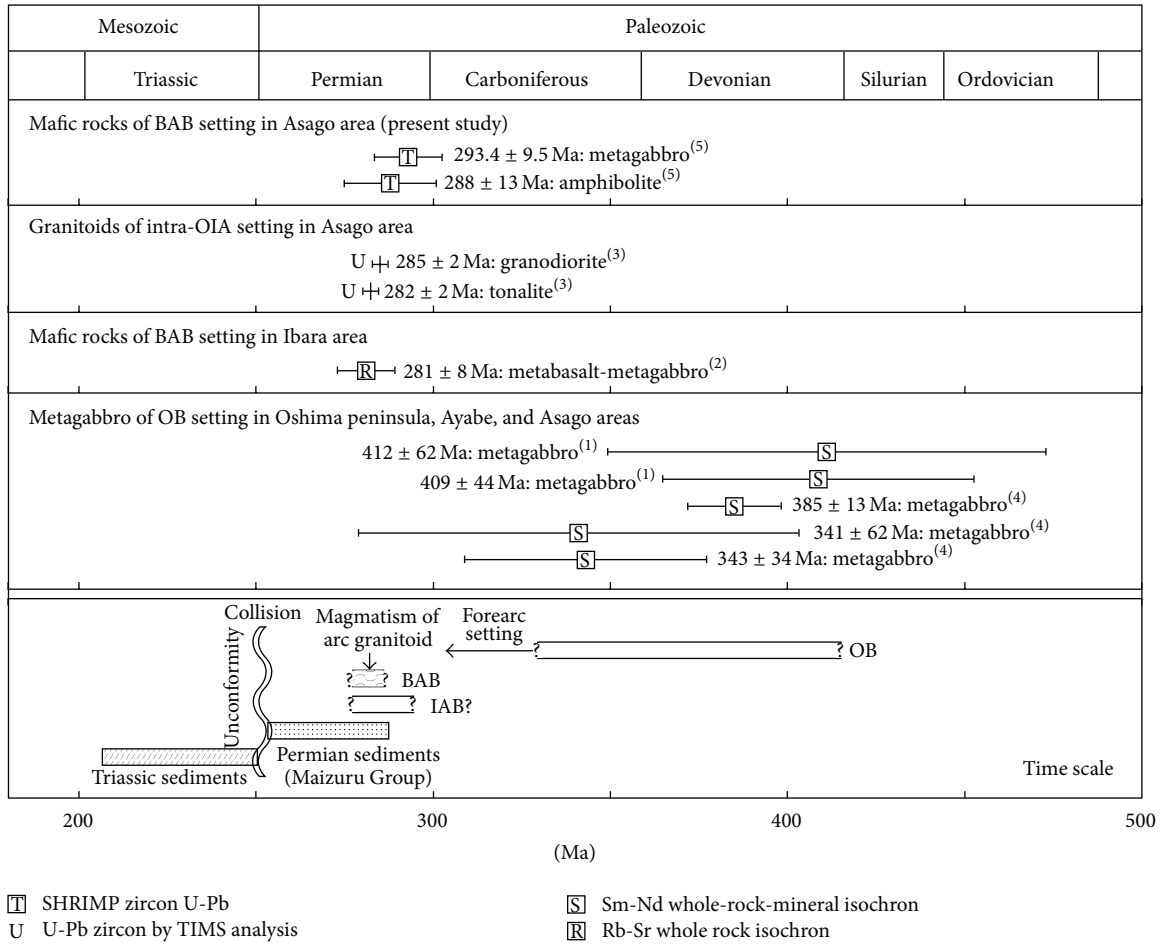 Mesozoic Paleozoic
Triassic Permian Carboniferous Devonian Silurian Ordovician
Mafic rocks of BAB setting in Asago area (present study)
T 293.4 ± 9.5 Ma: metagabbro(5)
T 288 ± 13 Ma: amphibolite(5)
Granitoids of intra-OIA setting in Asago area
U 285 ± 2 Ma: granodiorite(3)
U 282 ± 2 Ma: tonalite(3)
Mafic rocks of BAB setting in Ibara area
R 281 ± 8 Ma: metabasalt-metagabbro(2)
Metagabbro of OB setting in Oshima peninsula, Ayabe, and Asago areas
412 ± 62 Ma: metagabbro(1) S
409 ± 44 Ma: metagabbro(1) S
S 385 ± 13 Ma: metagabbro(4)
S 341 ± 62 Ma: metagabbro(4)
S 343 ± 34 Ma: metagabbro(4)
Collision
Unconformity
Magmatism of
arc granitoid
Forearc
setting
? ? OB
? ? BAB
? ? IAB?
Permian sediments
(Maizuru Group)
Triassic sediments
Time scale
200 300 400 500
(Ma)
T SHRIMP zircon U-Pb
U U-Pb zircon by TIMS analysis
S Sm-Nd whole-rock-mineral isochron
R Rb-Sr whole rock isochron